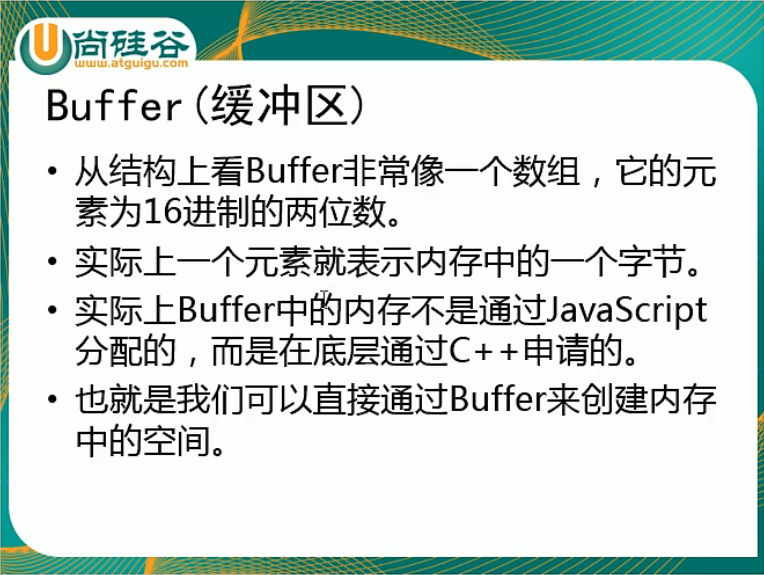 尚硅谷
www.atguigu.com
Buffer(缓冲区)
• 从结构上看Buffer非常像一个数组，它的元
素为16进制的两位数。
• 实际上一个元素就表示内存中的一个字节。
• 实际上Buffer中的内存不是通过JavaScript
分配的，而是在底层通过C++申请的。
• 也就是我们可以直接通过Buffer来创建内存
中的空间。